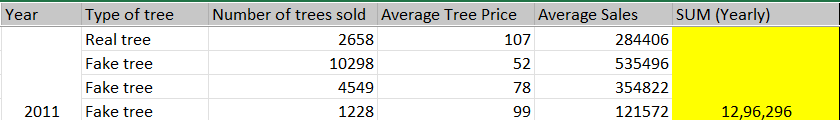 Year Type of tree Number of trees sold Average Tree Price Average Sales SUM (Yearly)
Real tree 2658 107 284406
Fake tree 10298 52 535496
Fake tree 4549 78 354822
2011 Fake tree 1228 99 121572 12,96,296